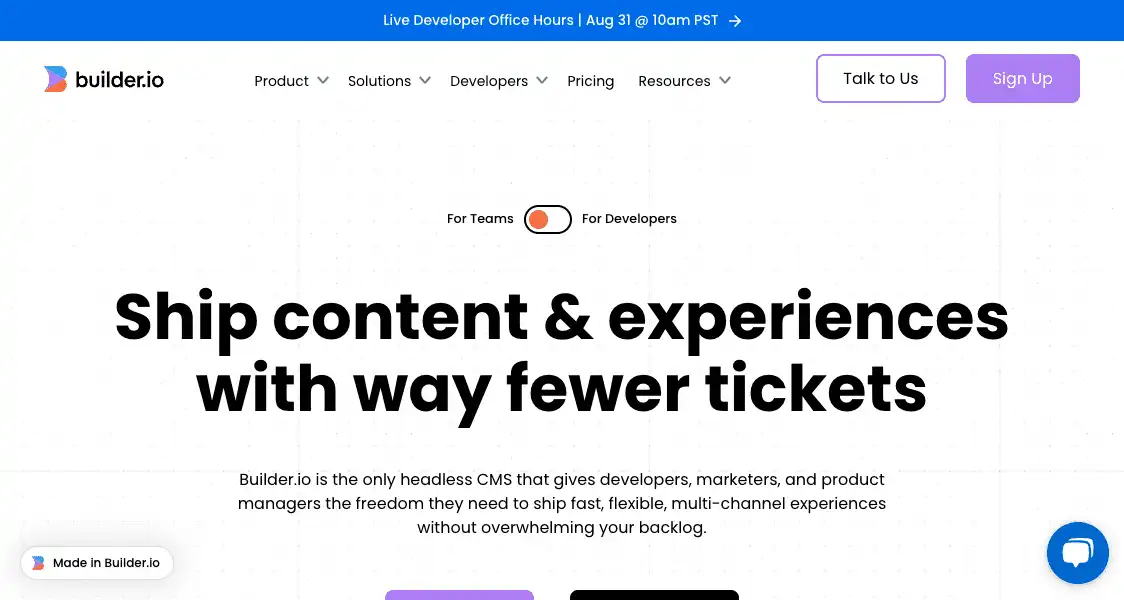 Live Developer Office Hours | Aug 31 @ 10am PST →
builder.io
Product
Solutions
Developers
Pricing
Resources
Talk to Us
Sign Up
For Teams
For Developers
Ship content & experiences
with way fewer tickets
Builder.io is the only headless CMS that gives developers, marketers, and product
managers the freedom they need to ship fast, flexible, multi-channel experiences
without overwhelming your backlog.
Made in Builder.io